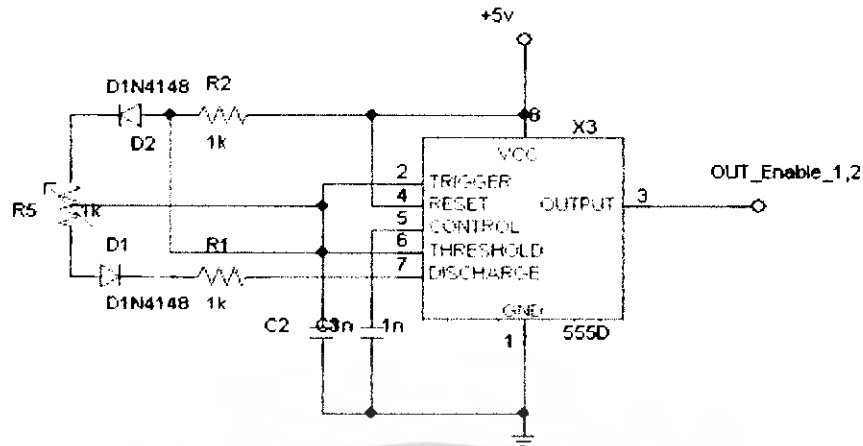 +5v
D1N4148 R2
D2 1k
8 X3
VCC
2 TRIGGER
4 RESET
5 CONTROL
6 THRESHOLD
7 DISCHARGE
OUTPUT 3
OUT_Enable_1,2
R5 1k
D1 R1
D1N4148 1k
C2 1n
GND
1 555D